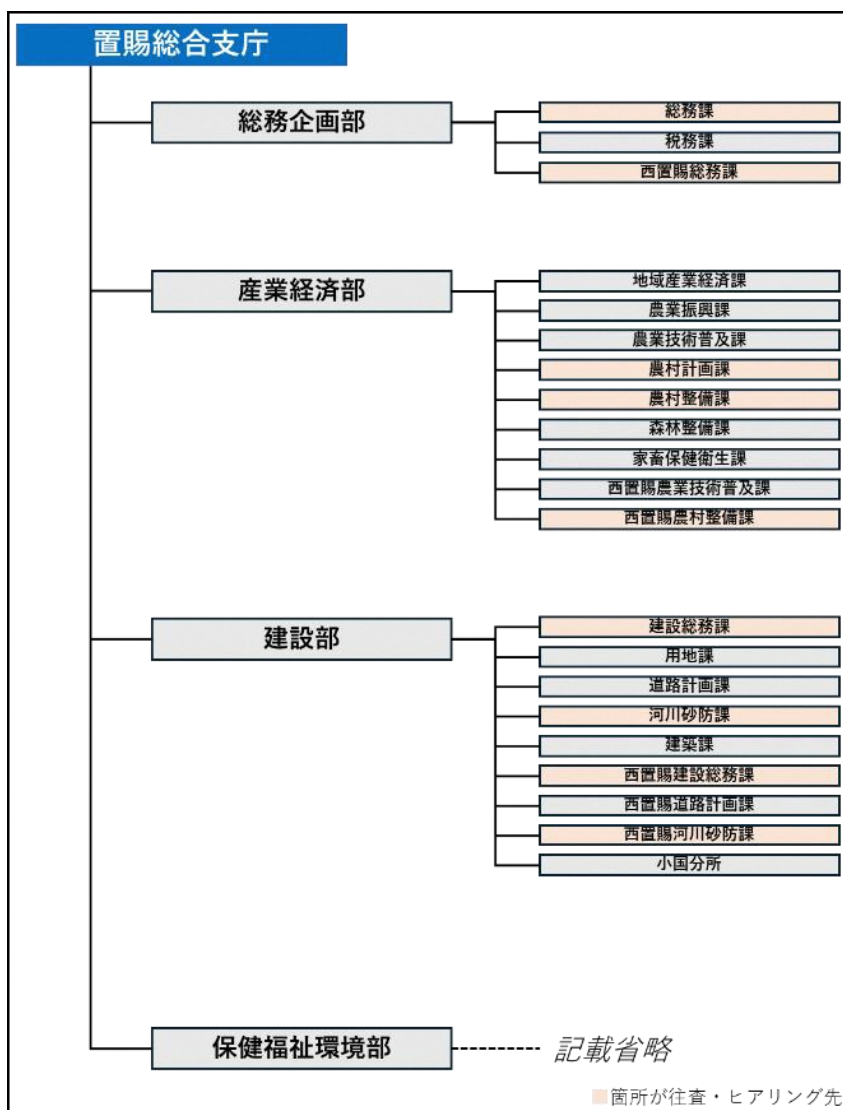 置賜総合支庁
総務企画部
総務課
税務課
西置賜総務課
産業経済部
地域産業経済課
農業振興課
農業技術普及課
農村計画課
農村整備課
森林整備課
家畜保健衛生課
西置賜農業技術普及課
西置賜農村整備課
建設部
建設総務課
用地課
道路計画課
河川砂防課
建築課
西置賜建設総務課
西置賜道路計画課
西置賜河川砂防課
小国分所
保健福祉環境部
記載省略
箇所が往査・ヒアリング先